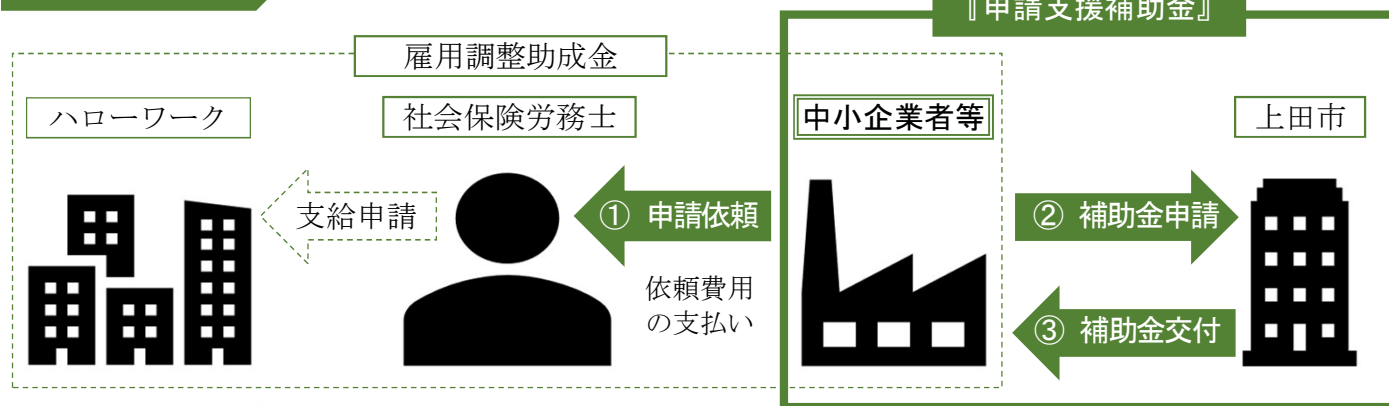 『申請支援補助金』
雇用調整助成金
ハローワーク
社会保険労務士
中小企業者等
上田市
支給申請
① 申請依頼
② 補助金申請
依頼費用
の支払い
③ 補助金交付